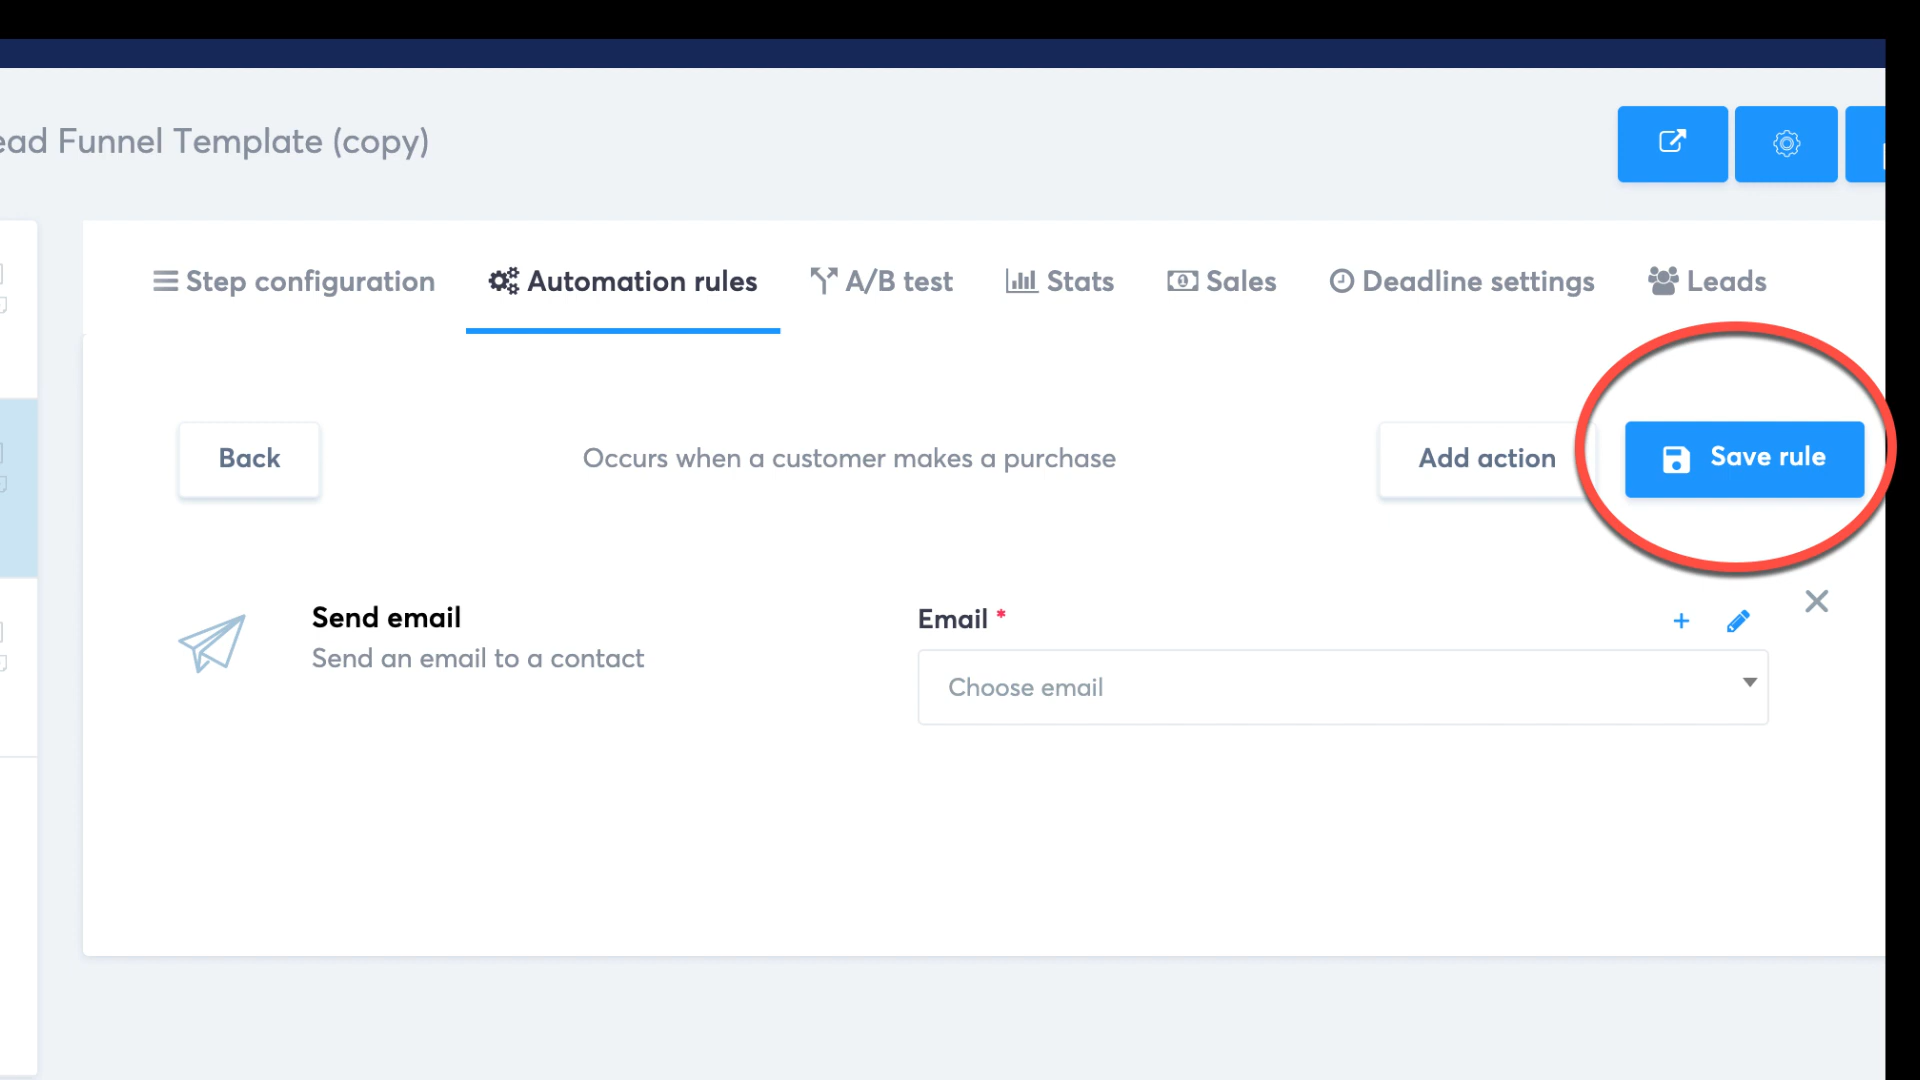 ead Funnel Template (copy)
Step configuration
Automation rules
A/B test
Stats
Sales
Deadline settings
Leads
Back
Occurs when a customer makes a purchase
Add action
Save rule
Send email
Send an email to a contact
Email *
Choose email